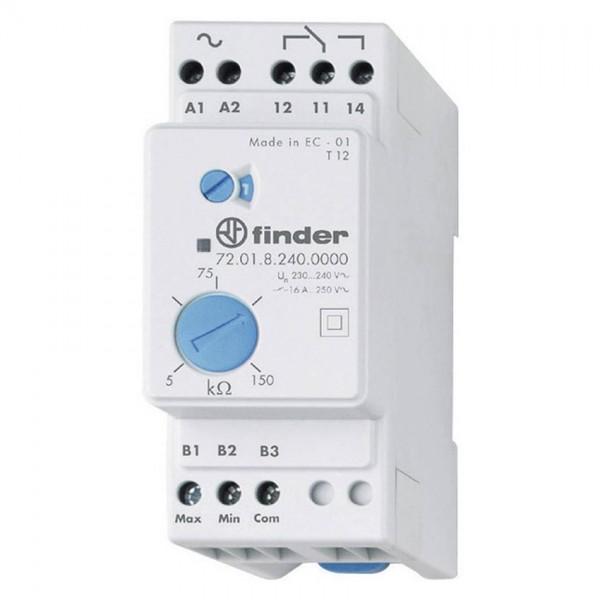 A1 A2 12 11 14
Made in EC - 01
T 12
1
finder
72.01.8.240.0000
Un 230...240 V~
16 A...250 V~
75
5 kΩ 150
B1 B2 B3
Max Min Com